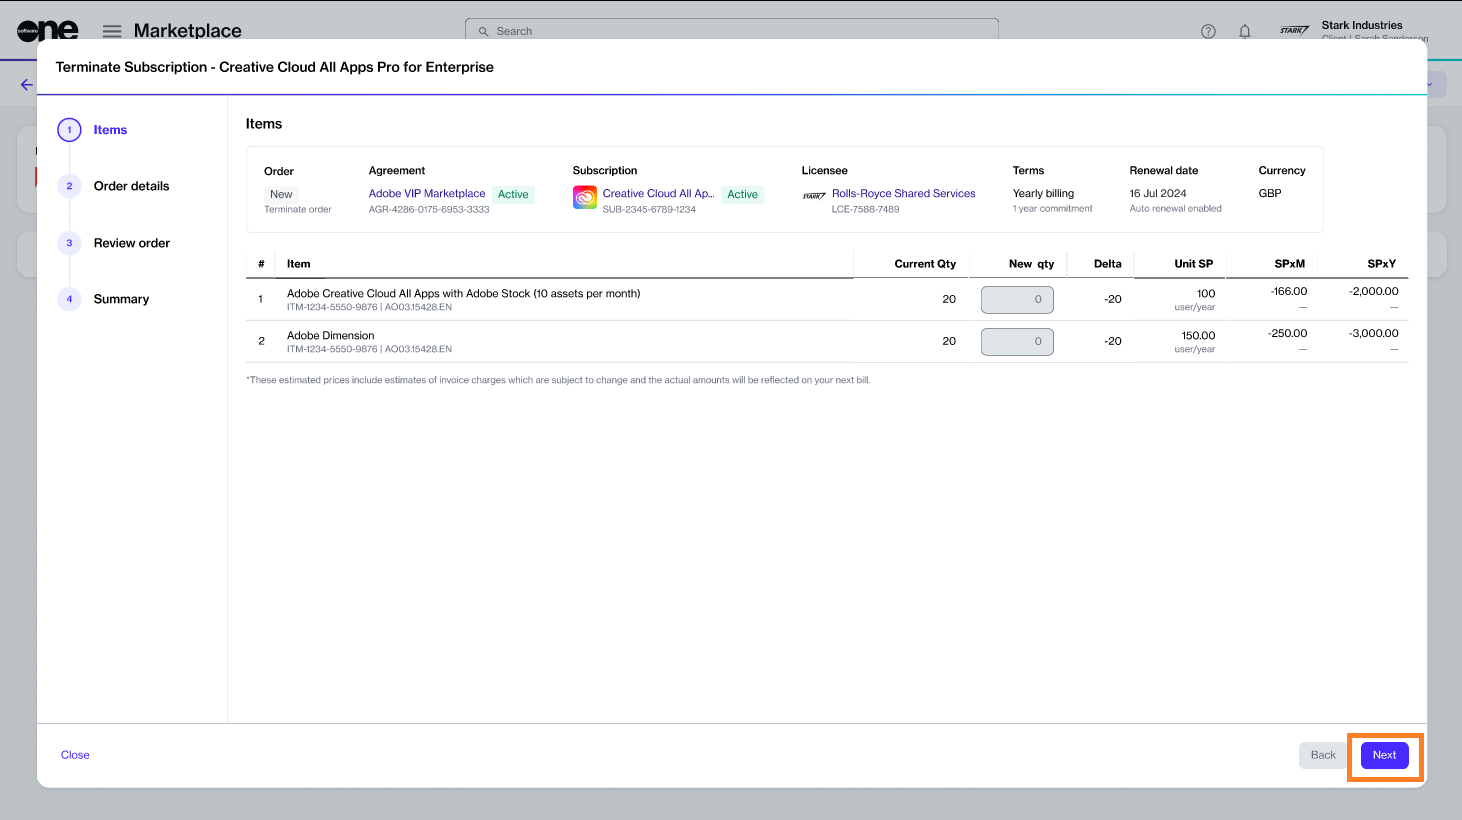 software one
Marketplace
Search
Stark Industries
Client | Sarah Sanderson
Terminate Subscription - Creative Cloud All Apps Pro for Enterprise
1 Items
2 Order details
3 Review order
4 Summary
Items
Order Agreement Subscription Licensee Terms Renewal date Currency
New Adobe VIP Marketplace Active Creative Cloud All Ap... Active STARK Rolls-Royce Shared Services Yearly billing 16 Jul 2024 GBP
Terminate order AGR-4286-0175-6953-3333 SUB-2345-6789-1234 LCE-7588-7489 1 year commitment Auto renewal enabled
# Item Current Qty New qty Delta Unit SP SPxM SPxY
1 Adobe Creative Cloud All Apps with Adobe Stock (10 assets per month) 20 0 -20 100 -166.00 -2,000.00
ITM-1234-5550-9876 | AO03.15428.EN user/year — —
2 Adobe Dimension 20 0 -20 150.00 -250.00 -3,000.00
ITM-1234-5550-9876 | AO03.15428.EN user/year — —
*These estimated prices include estimates of invoice charges which are subject to change and the actual amounts will be reflected on your next bill.
Close Back Next